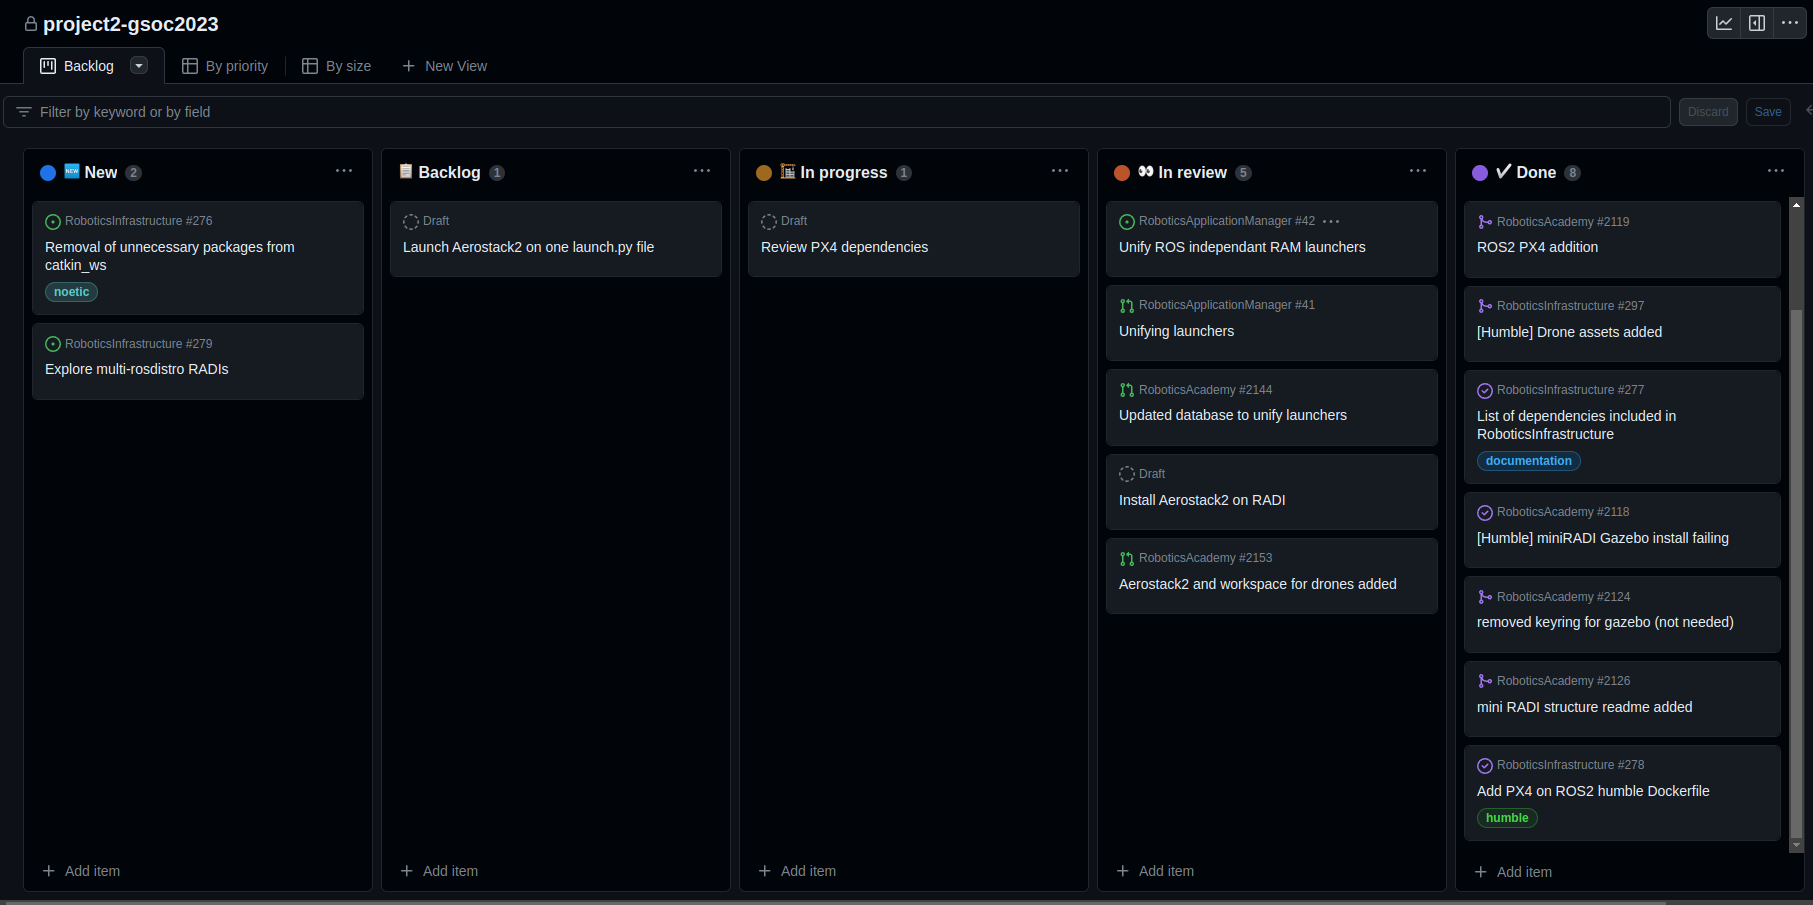 project2-gsoc2023
Backlog
By priority
By size
New View
Filter by keyword or by field
Discard
Save
NEW New 2
RoboticsInfrastructure #276
Removal of unnecessary packages from
catkin_ws
noetic
RoboticsInfrastructure #279
Explore multi-rosdistro RADIs
Add item
Backlog 1
Draft
Launch Aerostack2 on one launch.py file
Add item
In progress 1
Draft
Review PX4 dependencies
Add item
In review 5
RoboticsApplicationManager #42
Unify ROS independant RAM launchers
RoboticsApplicationManager #41
Unifying launchers
RoboticsAcademy #2144
Updated database to unify launchers
Draft
Install Aerostack2 on RADI
RoboticsAcademy #2153
Aerostack2 and workspace for drones added
Add item
Done 8
RoboticsAcademy #2119
ROS2 PX4 addition
RoboticsInfrastructure #297
[Humble] Drone assets added
RoboticsInfrastructure #277
List of dependencies included in
RoboticsInfrastructure
documentation
RoboticsAcademy #2118
[Humble] miniRADI Gazebo install failing
RoboticsAcademy #2124
removed keyring for gazebo (not needed)
RoboticsAcademy #2126
mini RADI structure readme added
RoboticsInfrastructure #278
Add PX4 on ROS2 humble Dockerfile
humble
Add item